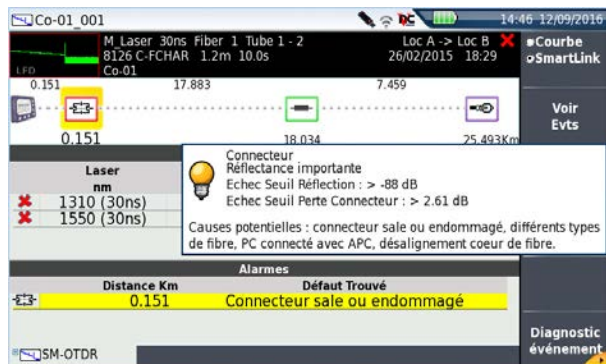 Co-01_001
14:46 12/09/2016
M_Laser 30ns Fiber 1 Tube 1 - 2
Loc A -> Loc B
8126 C-FCHAR 1.2m 10.0s
26/02/2015 18:29
LFD
Co-01
Courbe
SmartLink
0.151
17.883
7.459
0.151
18.034
25.493Km
Voir
Evts
Laser
nm
1310 (30ns)
1550 (30ns)
Connecteur
Réflectance importante
Echec Seuil Réflection : > -88 dB
Echec Seuil Perte Connecteur : > 2.61 dB
Causes potentielles : connecteur sale ou endommagé, différents types
de fibre, PC connecté avec APC, désalignement coeur de fibre.
Alarmes
Distance Km
Défaut Trouvé
0.151
Connecteur sale ou endommagé
Diagnostic
événement
SM-OTDR